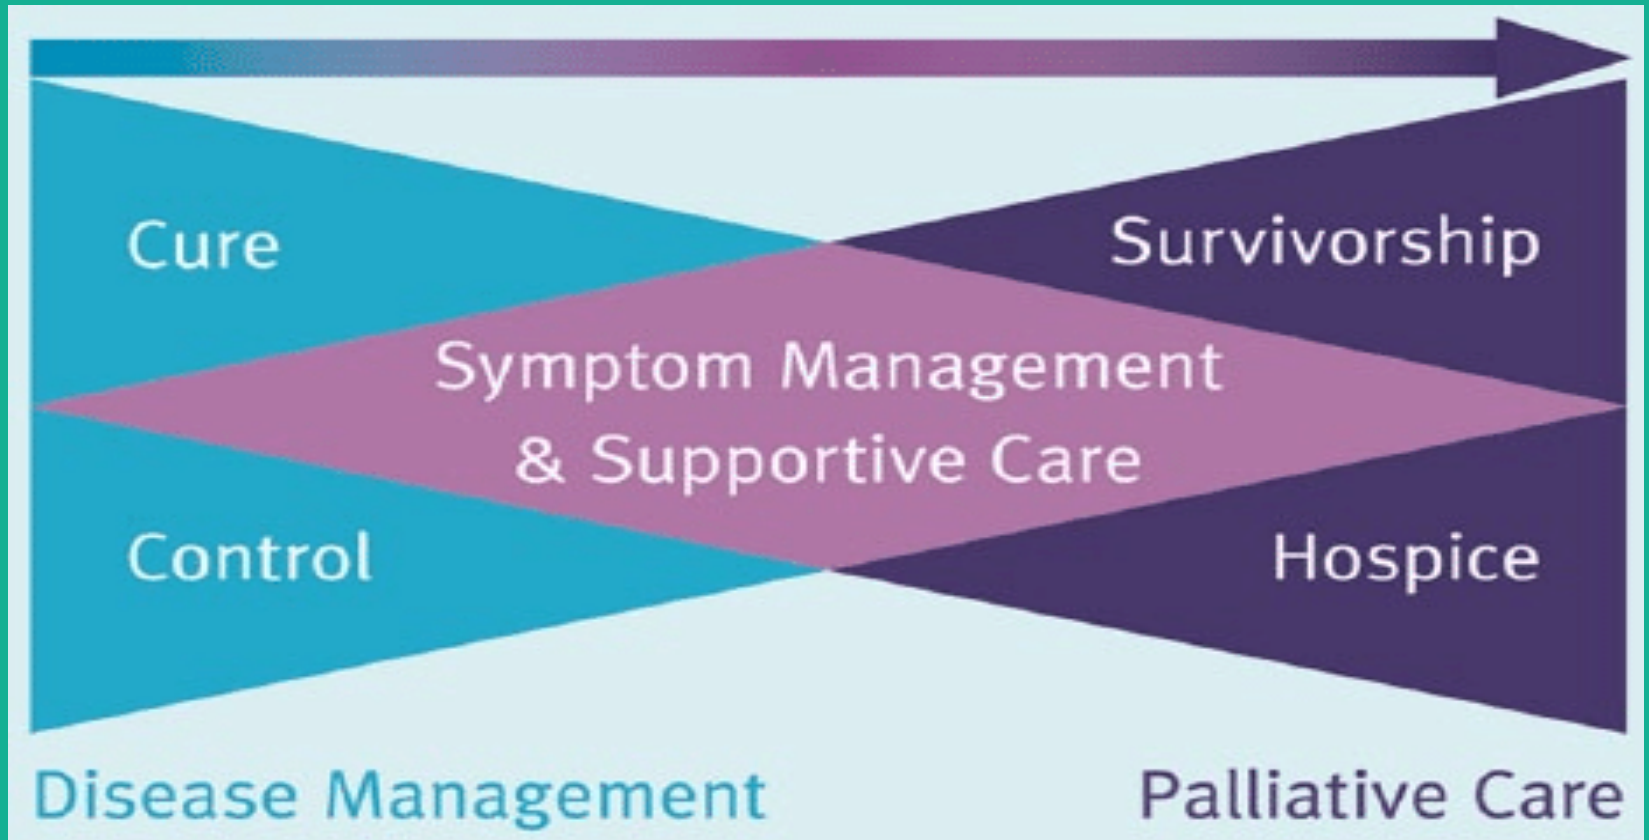 Cure
Survivorship
Symptom Management
& Supportive Care
Control
Hospice
Disease Management
Palliative Care